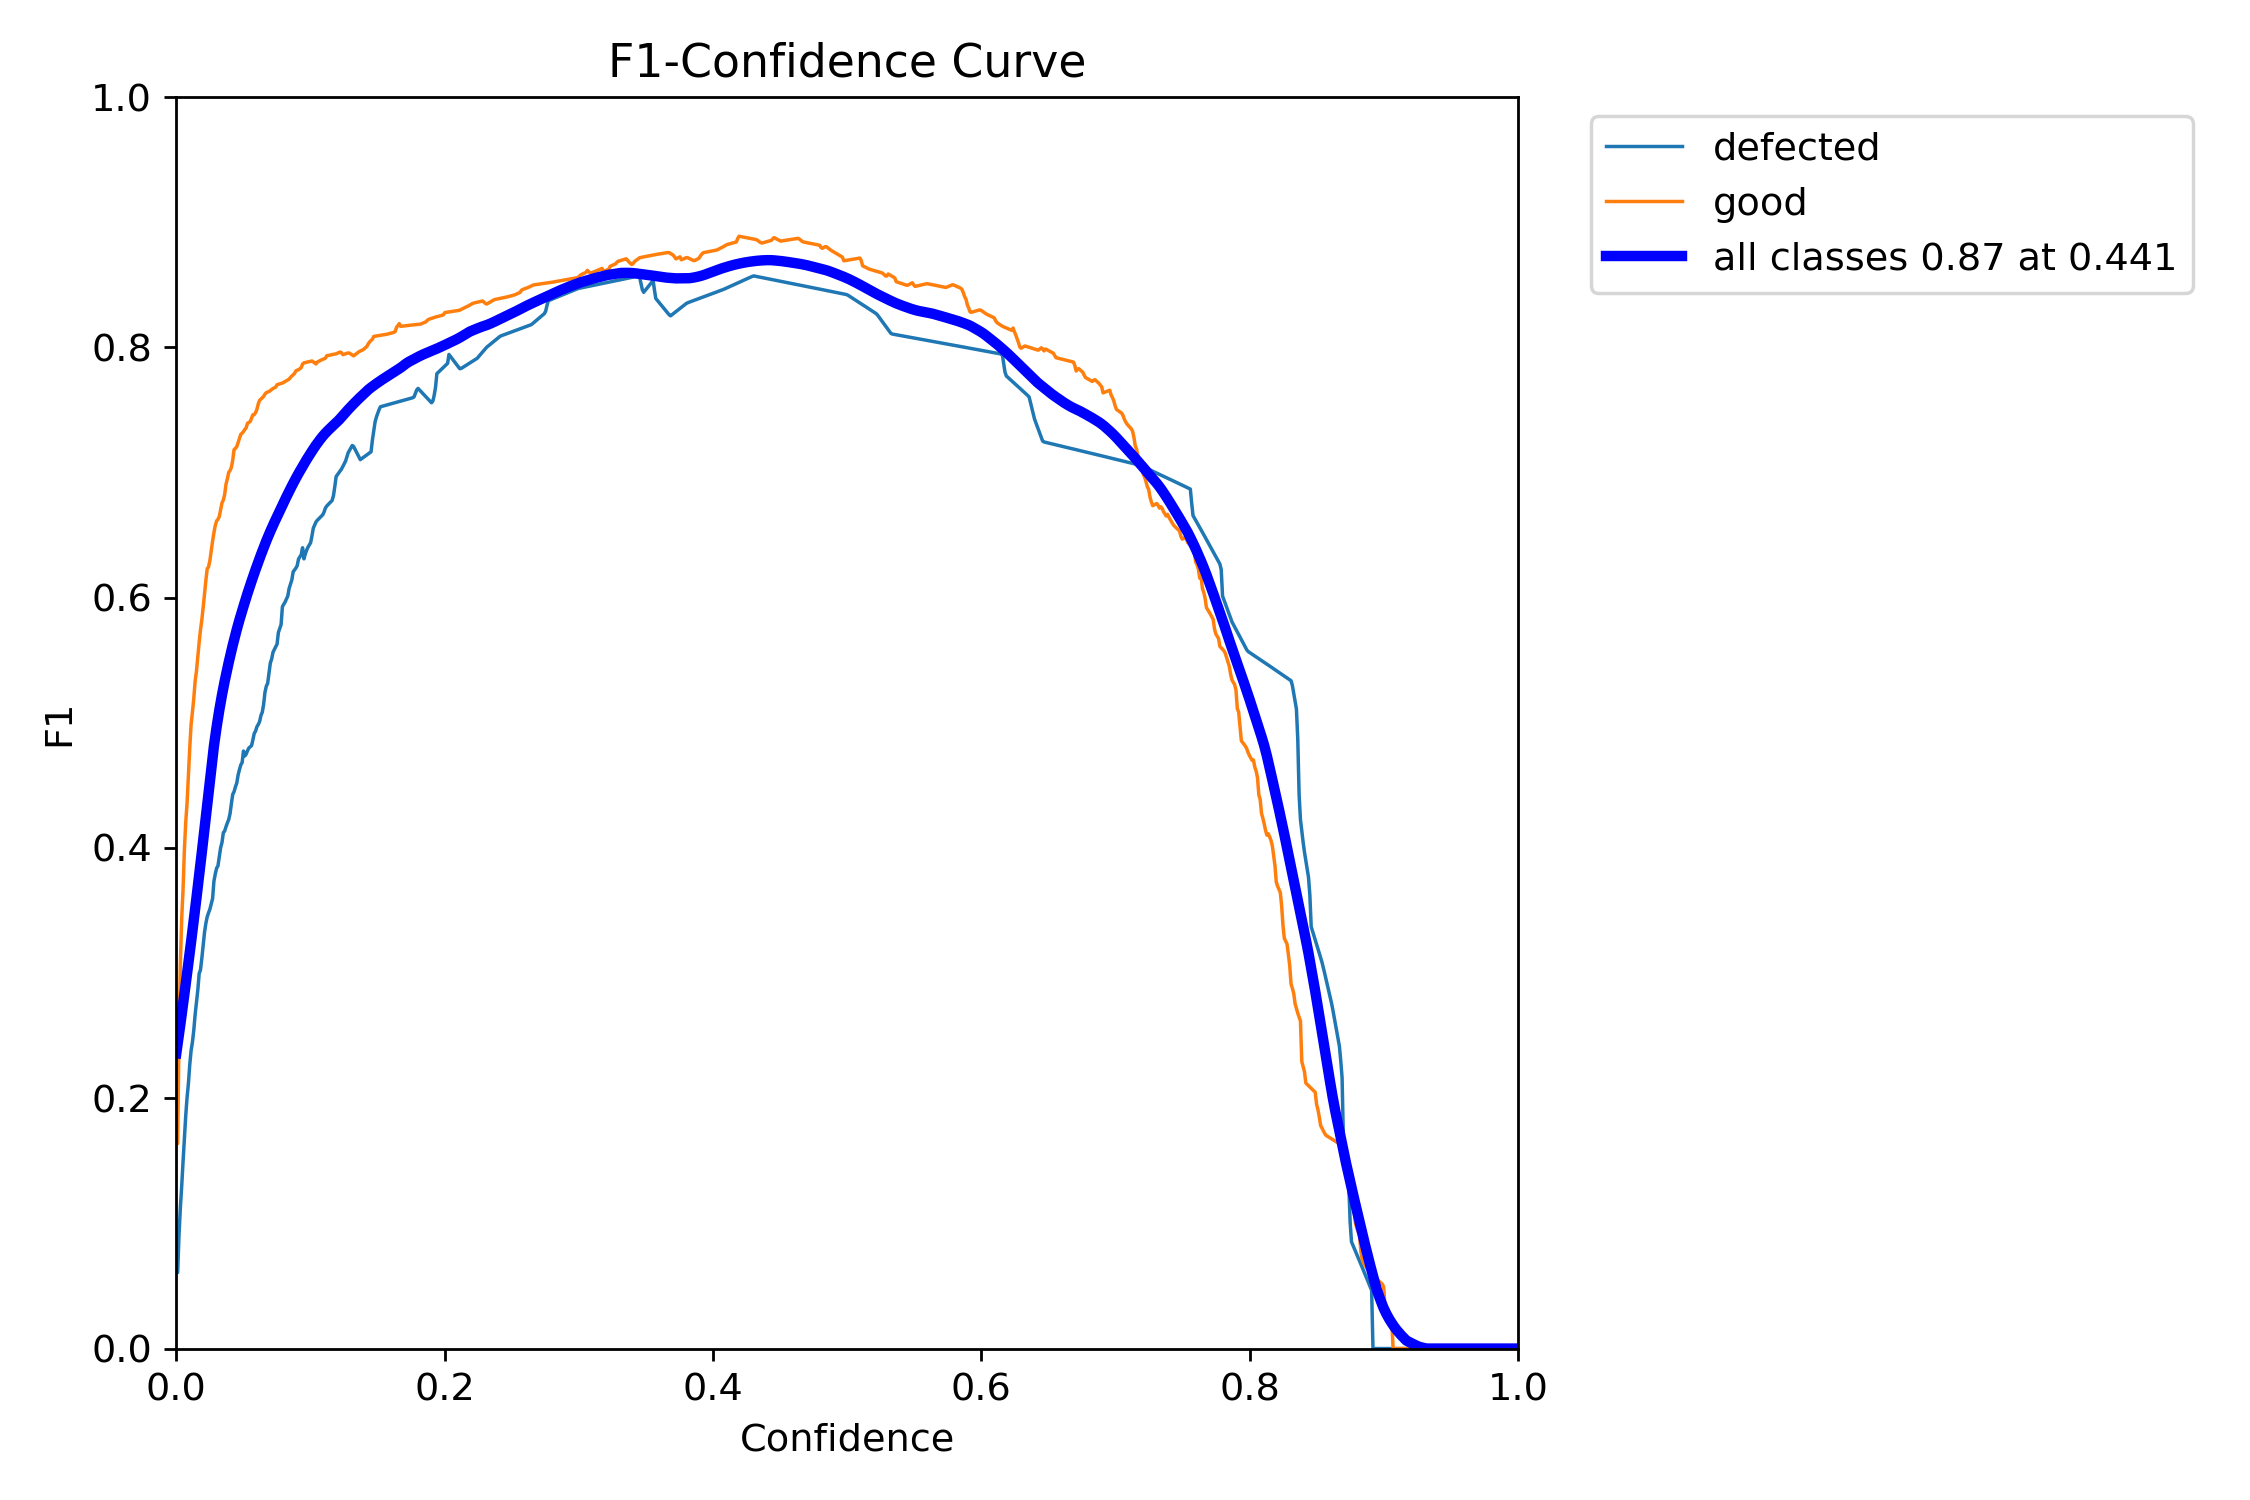 F1-Confidence Curve
1.0
0.8
0.6
0.4
0.2
0.0
F1
0.0 0.2 0.4 0.6 0.8 1.0
Confidence
defected
good
all classes 0.87 at 0.441